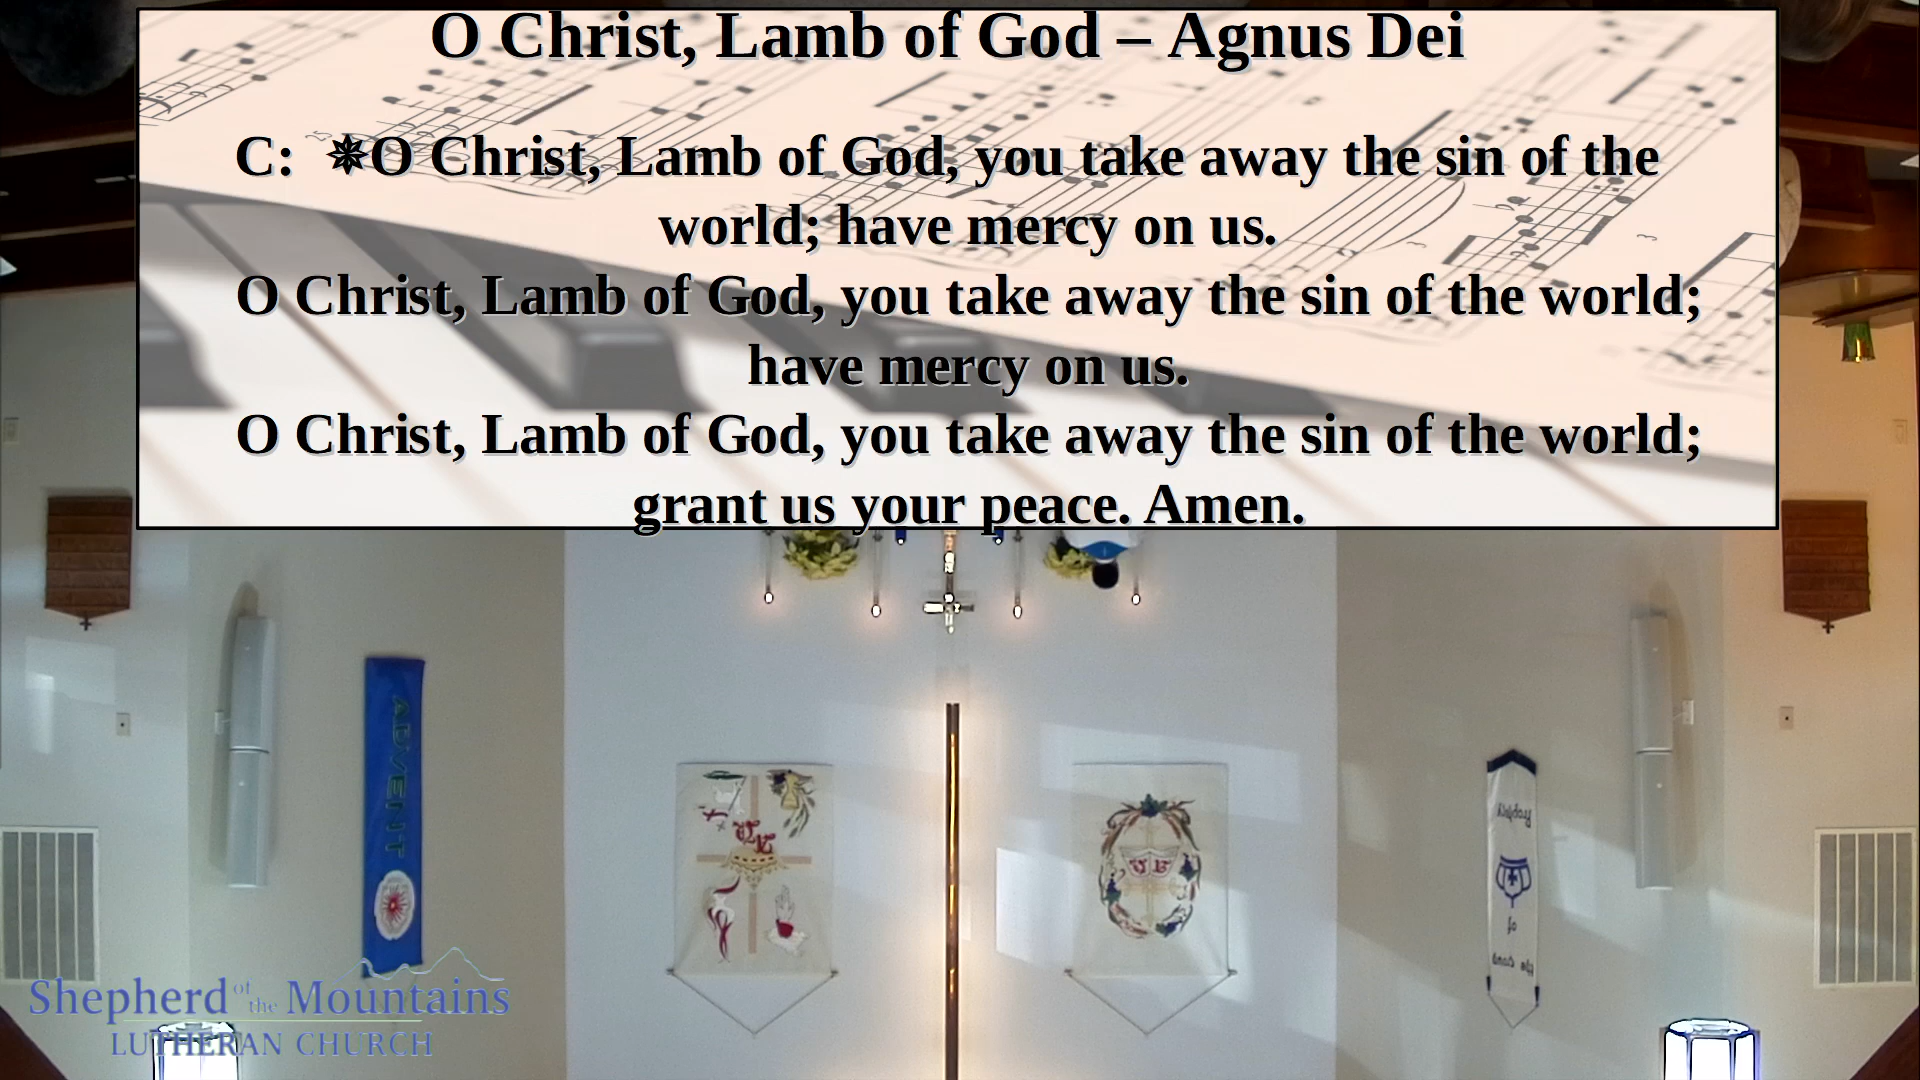 O Christ, Lamb of God – Agnus Dei
C: ✵O Christ, Lamb of God, you take away the sin of the
world; have mercy on us.
O Christ, Lamb of God, you take away the sin of the world;
have mercy on us.
O Christ, Lamb of God, you take away the sin of the world;
grant us your peace. Amen.
ADVENT
of
the Lord
Shepherd of the Mountains
LUTHERAN CHURCH